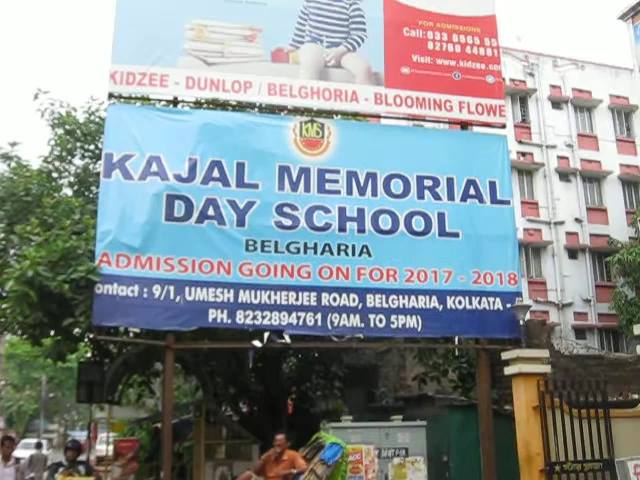 FOR ADMISSIONS
Call: 033 6565 55
82760 44881
Visit: www.kidzee.com
KIDZEE - DUNLOP / BELGHORIA - BLOOMING FLOWE
KMS
KAJAL MEMORIAL
DAY SCHOOL
BELGHARIA
ADMISSION GOING ON FOR 2017 - 2018
ontact : 9/1, UMESH MUKHERJEE ROAD, BELGHARIA, KOLKATA -
PH. 8232894761 (9AM. TO 5PM)